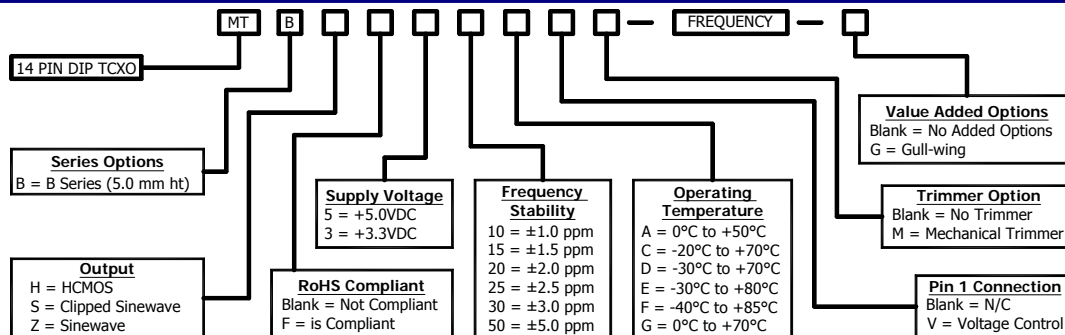 MT B FREQUENCY
14 PIN DIP TCXO
Series Options
B = B Series (5.0 mm ht)
Output
H = HCMOS
S = Clipped Sinewave
Z = Sinewave
RoHS Compliant
Blank = Not Compliant
F = is Compliant
Supply Voltage
5 = +5.0VDC
3 = +3.3VDC
Frequency
Stability
10 = ±1.0 ppm
15 = ±1.5 ppm
20 = ±2.0 ppm
25 = ±2.5 ppm
30 = ±3.0 ppm
50 = ±5.0 ppm
Operating
Temperature
A = 0°C to +50°C
C = -20°C to +70°C
D = -30°C to +70°C
E = -30°C to +80°C
F = -40°C to +85°C
G = 0°C to +70°C
Value Added Options
Blank = No Added Options
G = Gull-wing
Trimmer Option
Blank = No Trimmer
M = Mechanical Trimmer
Pin 1 Connection
Blank = N/C
V = Voltage Control